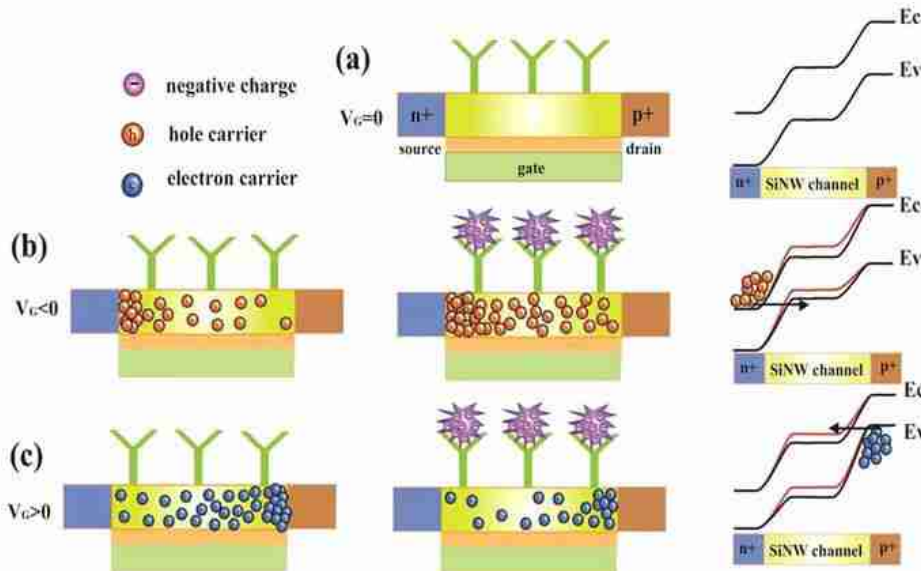 (a)
negative charge
hole carrier
electron carrier
h
VG=0
n+
p+
source
drain
gate
Ec
Ev
n+ SiNW channel p+
(b)
VG<0
Ec
Ev
n+ SiNW channel p+
(c)
VG>0
Ec
Ev
n+ SiNW channel p+